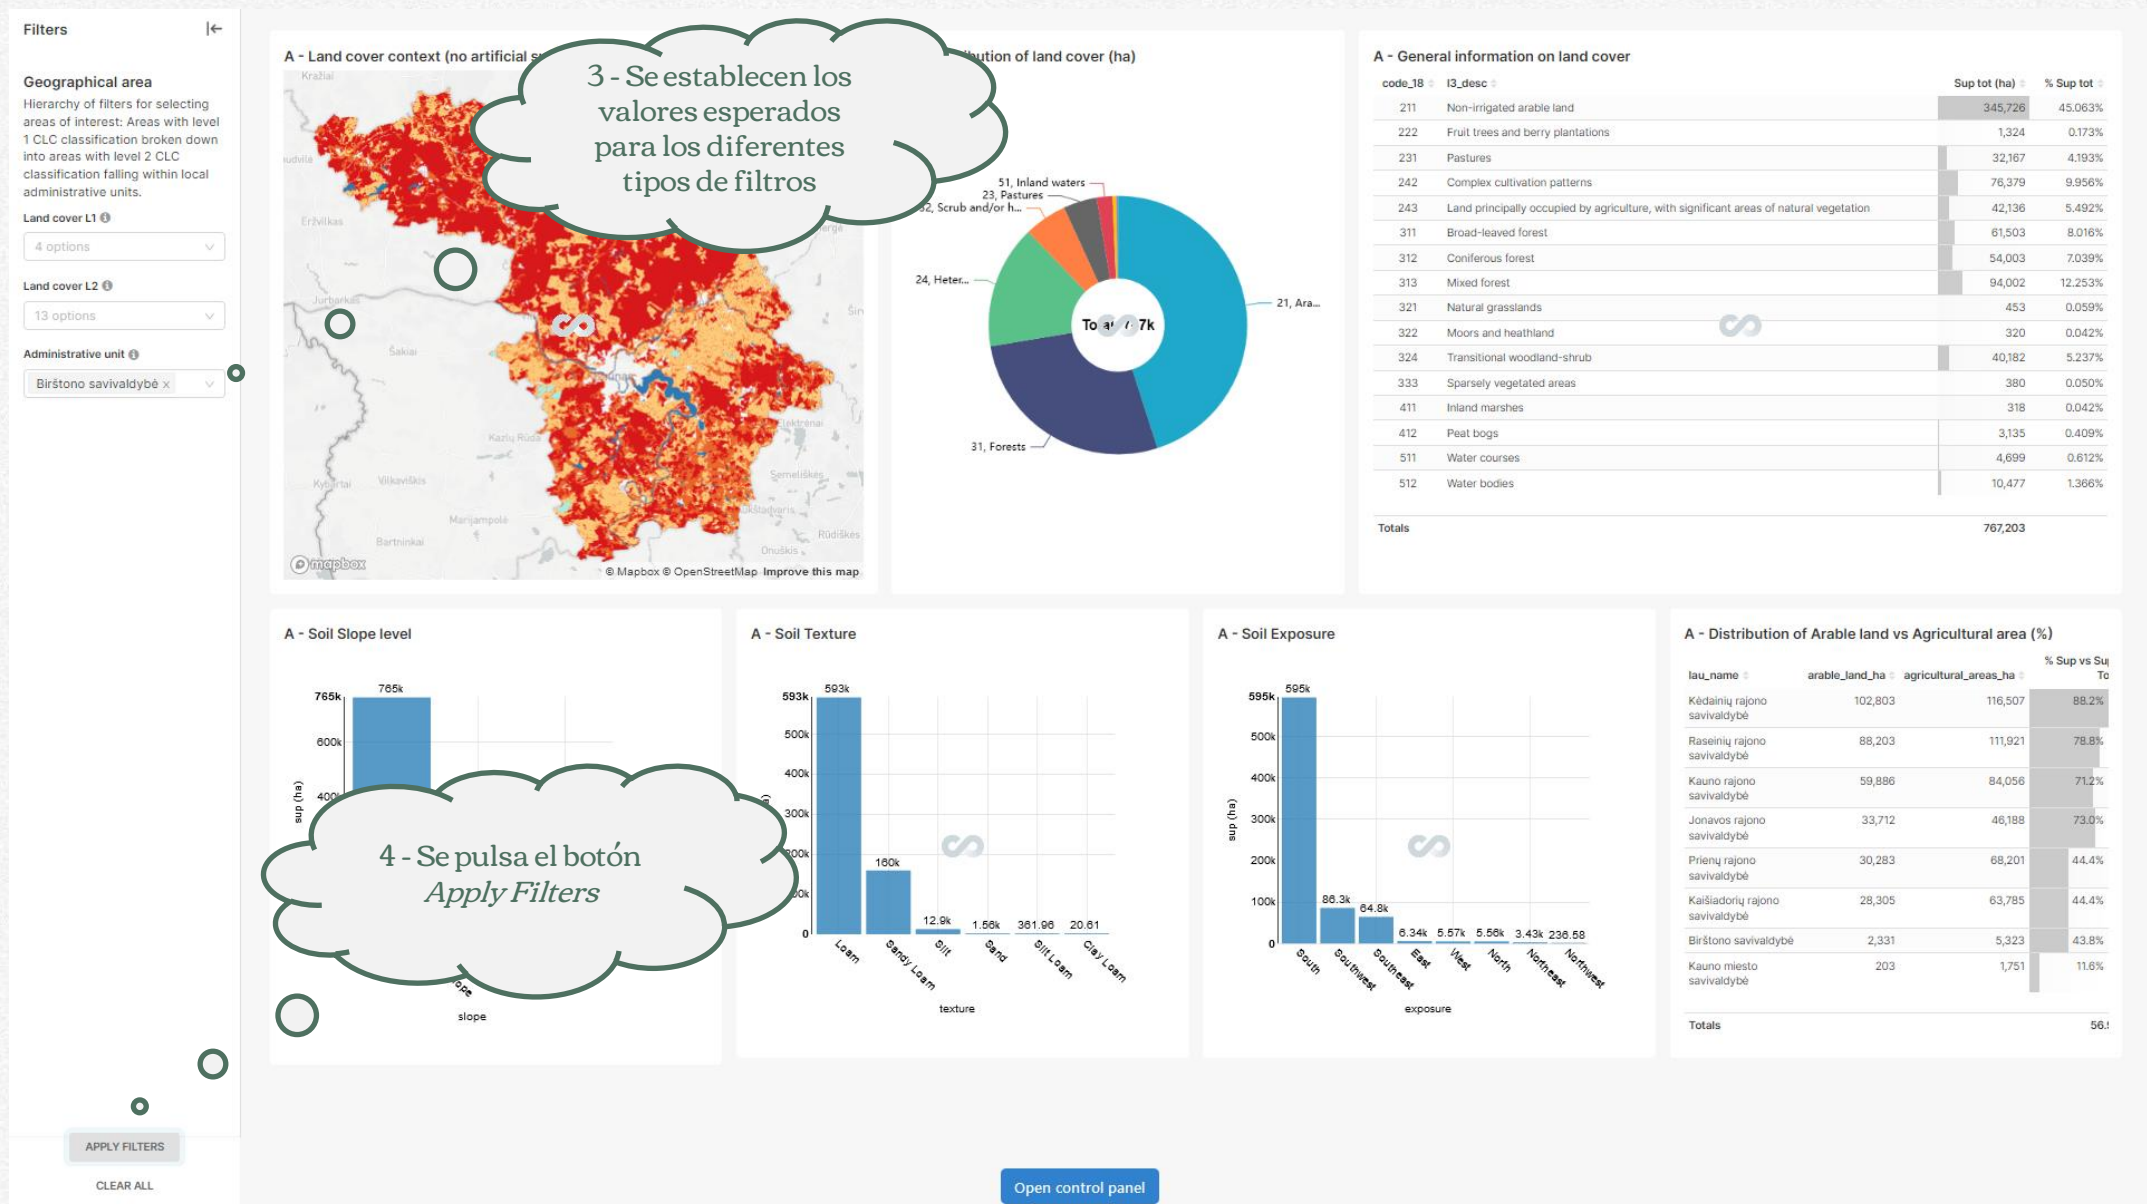 Filters
Geographical area
Hierarchy of filters for selecting
areas of interest: Areas with level
1 CLC classification broken down
into areas with level 2 CLC
classification falling within local
administrative units.
Land cover L1
4 options
Land cover L2
13 options
Administrative unit
Birštono savivaldybė ×
APPLY FILTERS
CLEAR ALL
A - Land cover context (no artificial
3 - Se establecen los
valores esperados
para los diferentes
tipos de filtros
Kražiai
Eržvilkas
Jurbarkas
Šakiai
Kazlų Rūda
Vilkaviškis
Kybartai
Marijampolė
Bartninkai
Elektrėnai
Semeliškės
Rūdiškės
Onuškis
mapbox
© Mapbox © OpenStreetMap Improve this map
of land cover (ha)
51, Inland waters
23, Pastures
Scrub and/or h...
24, Heter...
21, Ara...
31, Forests
A - General information on land cover
code_18 l3_desc Sup tot (ha) % Sup tot
211 Non-irrigated arable land 345,726 45.063%
222 Fruit trees and berry plantations 1,324 0.173%
231 Pastures 32,167 4.193%
242 Complex cultivation patterns 76,379 9.956%
243 Land principally occupied by agriculture, with significant areas of natural vegetation 42,136 5.492%
311 Broad-leaved forest 61,503 8.016%
312 Coniferous forest 54,003 7.039%
313 Mixed forest 94,002 12.253%
321 Natural grasslands 453 0.059%
322 Moors and heathland 320 0.042%
324 Transitional woodland-shrub 40,182 5.237%
333 Sparsely vegetated areas 380 0.050%
411 Inland marshes 318 0.042%
412 Peat bogs 3,135 0.409%
511 Water courses 4,699 0.612%
512 Water bodies 10,477 1.366%
Totals 767,203
A - Soil Slope level
765k
765k
600k
sup (ha)
slope
4 - Se pulsa el botón
Apply Filters
A - Soil Texture
593k
593k
500k
400k
300k
160k
12.9k 1.56k 361.96 20.61
0
Loam Sandy Loam Silt Sand Silt Loam Clay Loam
texture
A - Soil Exposure
595k
595k
500k
400k
300k
sup (ha)
200k
100k
86.3k 64.8k 6.34k 5.57k 5.56k 3.43k 236.58
0
South Southwest Southeast East West North Northeast Northwest
exposure
A - Distribution of Arable land vs Agricultural area (%)
% Sup vs
lau_name arable_land_ha agricultural_areas_ha
Kėdainių rajono
savivaldybė 102,803 116,507 88.2%
Raseinių rajono
savivaldybė 88,203 111,921 78.8%
Kauno rajono
savivaldybė 59,886 84,056 71.2%
Jonavos rajono
savivaldybė 33,712 46,188 73.0%
Prienų rajono
savivaldybė 30,283 68,201 44.4%
Kaišiadorių rajono
savivaldybė 28,305 63,785 44.4%
Birštono savivaldybė 2,331 5,323 43.8%
Kauno miesto
savivaldybė 203 1,751 11.6%
Totals
Open control panel